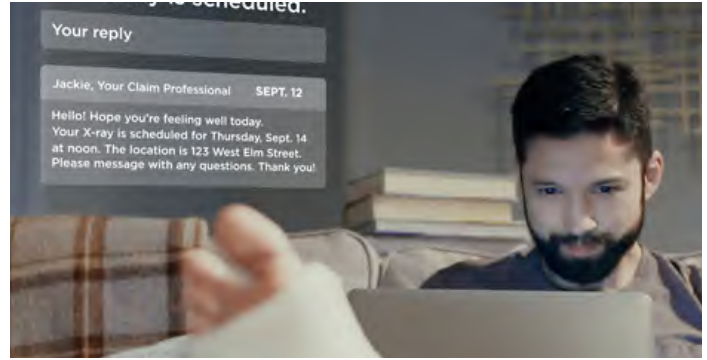 is scheduled.
Your reply
Jackie, Your Claim Professional SEPT. 12
Hello! Hope you're feeling well today.
Your X-ray is scheduled for Thursday, Sept. 14
at noon. The location is 123 West Elm Street.
Please message with any questions. Thank you!